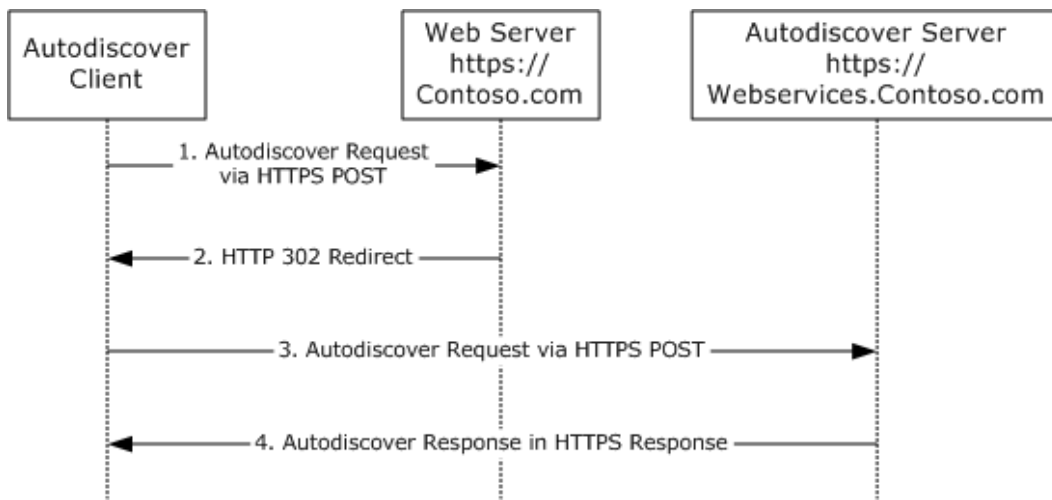 Autodiscover
Client
Web Server
https://
Contoso.com
Autodiscover Server
https://
Webservices.Contoso.com
1. Autodiscover Request
via HTTPS POST
2. HTTP 302 Redirect
3. Autodiscover Request via HTTPS POST
4. Autodiscover Response in HTTPS Response